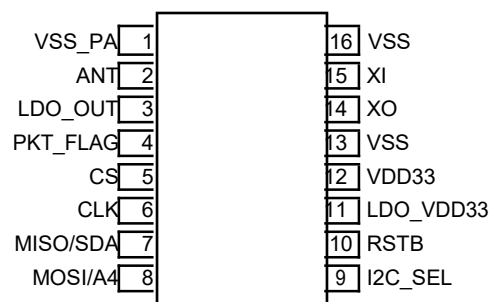 VSS_PA 1 16 VSS
ANT 2 15 XI
LDO_OUT 3 14 XO
PKT_FLAG 4 13 VSS
CS 5 12 VDD33
CLK 6 11 LDO_VDD33
MISO/SDA 7 10 RSTB
MOSI/A4 8 9 I2C_SEL